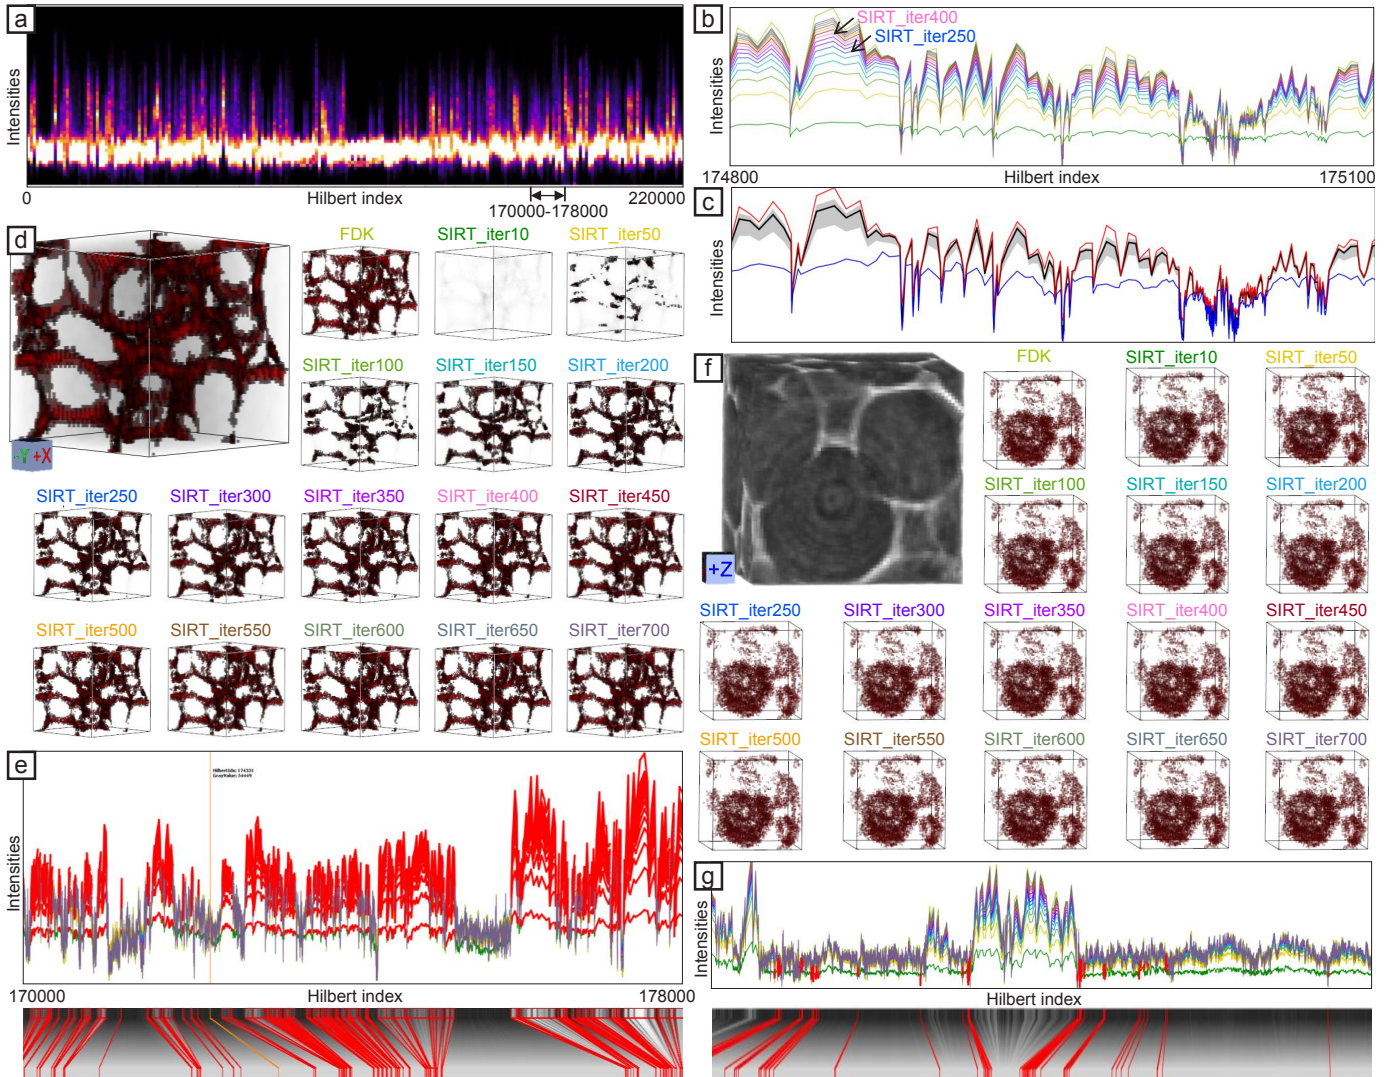 a
Intensities
0
Hilbert index
220000
170000-178000
b
SIRT_iter400
SIRT_iter250
Intensities
174800
Hilbert index
175100
c
Intensities
d
FDK
SIRT_iter10
SIRT_iter50
SIRT_iter100
SIRT_iter150
SIRT_iter200
-Y +X
SIRT_iter250
SIRT_iter300
SIRT_iter350
SIRT_iter400
SIRT_iter450
SIRT_iter500
SIRT_iter550
SIRT_iter600
SIRT_iter650
SIRT_iter700
f
FDK
SIRT_iter10
SIRT_iter50
SIRT_iter100
SIRT_iter150
SIRT_iter200
+Z
SIRT_iter250
SIRT_iter300
SIRT_iter350
SIRT_iter400
SIRT_iter450
SIRT_iter500
SIRT_iter550
SIRT_iter600
SIRT_iter650
SIRT_iter700
e
Intensities
170000
Hilbert index
178000
g
Intensities
Hilbert index